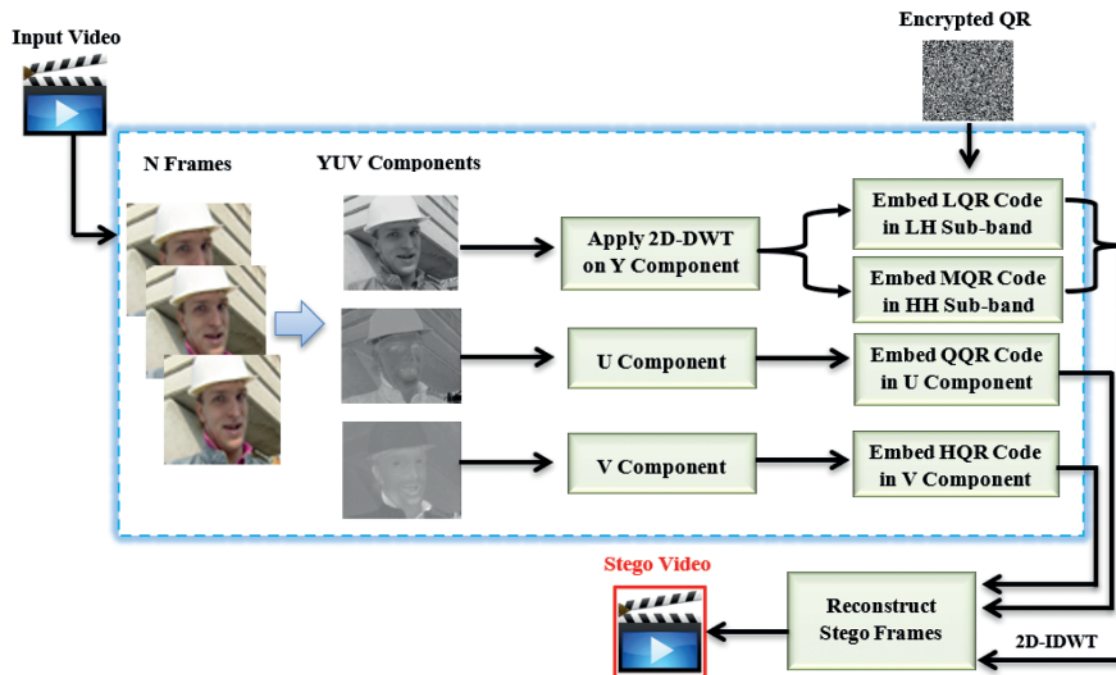 Input Video
Encrypted QR
N Frames
YUV Components
Apply 2D-DWT
on Y Component
Embed LQR Code
in LH Sub-band
Embed MQR Code
in HH Sub-band
U Component
Embed QQR Code
in U Component
V Component
Embed HQR Code
in V Component
Stego Video
Reconstruct
Stego Frames
2D-IDWT